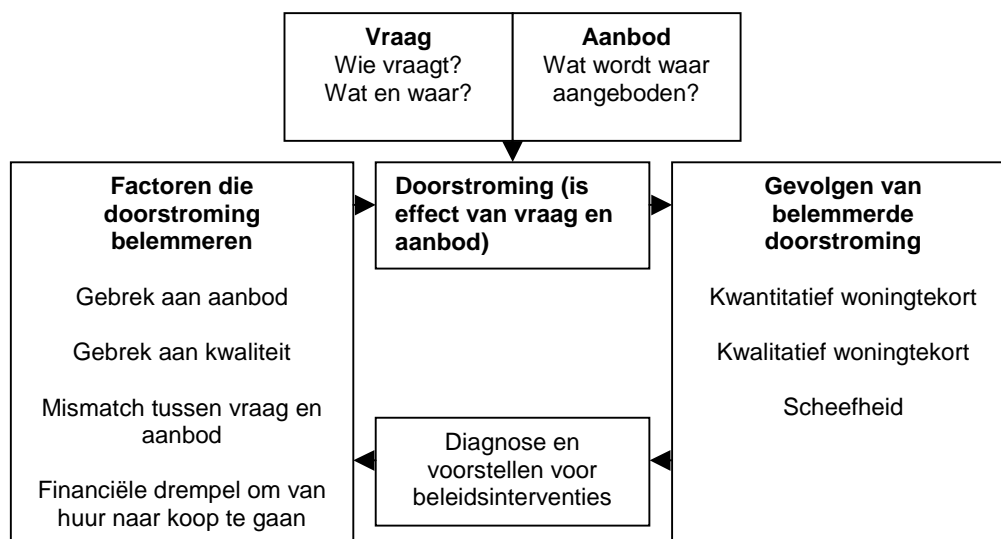 Vraag
Wie vraagt?
Wat en waar?
Aanbod
Wat wordt waar
aangeboden?
Factoren die
doorstroming
belemmeren
Gebrek aan aanbod
Gebrek aan kwaliteit
Mismatch tussen vraag en
aanbod
Financiële drempel om van
huur naar koop te gaan
Doorstroming (is
effect van vraag en
aanbod)
Gevolgen van
belemmerde
doorstroming
Kwantitatief woningtekort
Kwalitatief woningtekort
Scheefheid
Diagnose en
voorstellen voor
beleidsinterventies